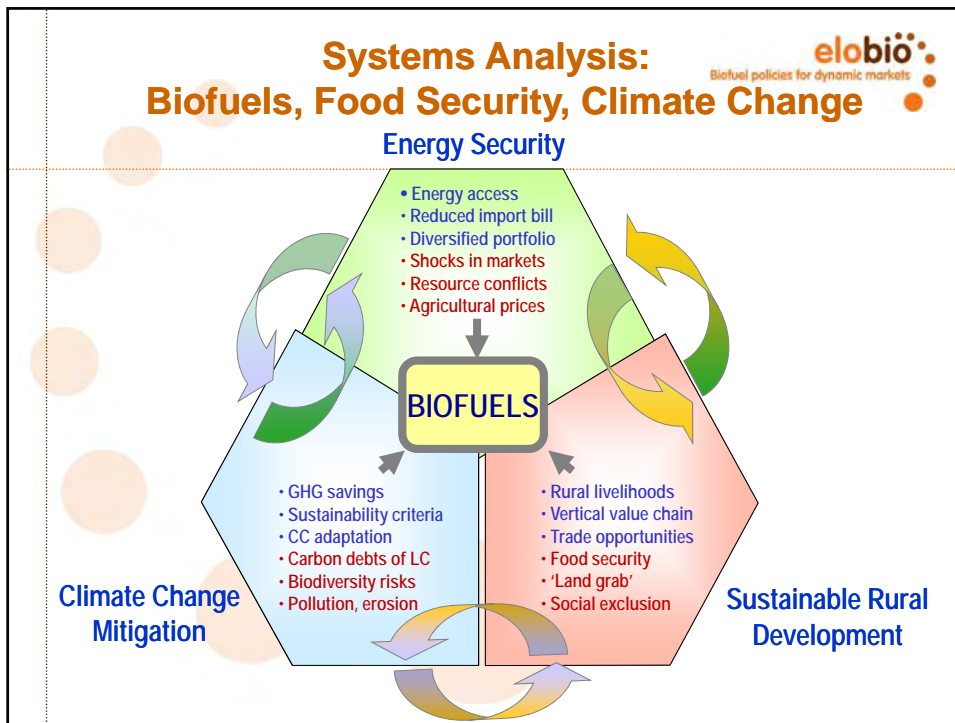 Systems Analysis:
Biofuels, Food Security, Climate Change
elobiö
Biofuel policies for dynamic markets
Energy Security
• Energy access
• Reduced import bill
• Diversified portfolio
• Shocks in markets
• Resource conflicts
• Agricultural prices
BIOFUELS
• GHG savings
• Sustainability criteria
• CC adaptation
• Carbon debts of LC
• Biodiversity risks
• Pollution, erosion
Climate Change
Mitigation
• Rural livelihoods
• Vertical value chain
• Trade opportunities
• Food security
• ‘Land grab’
• Social exclusion
Sustainable Rural
Development